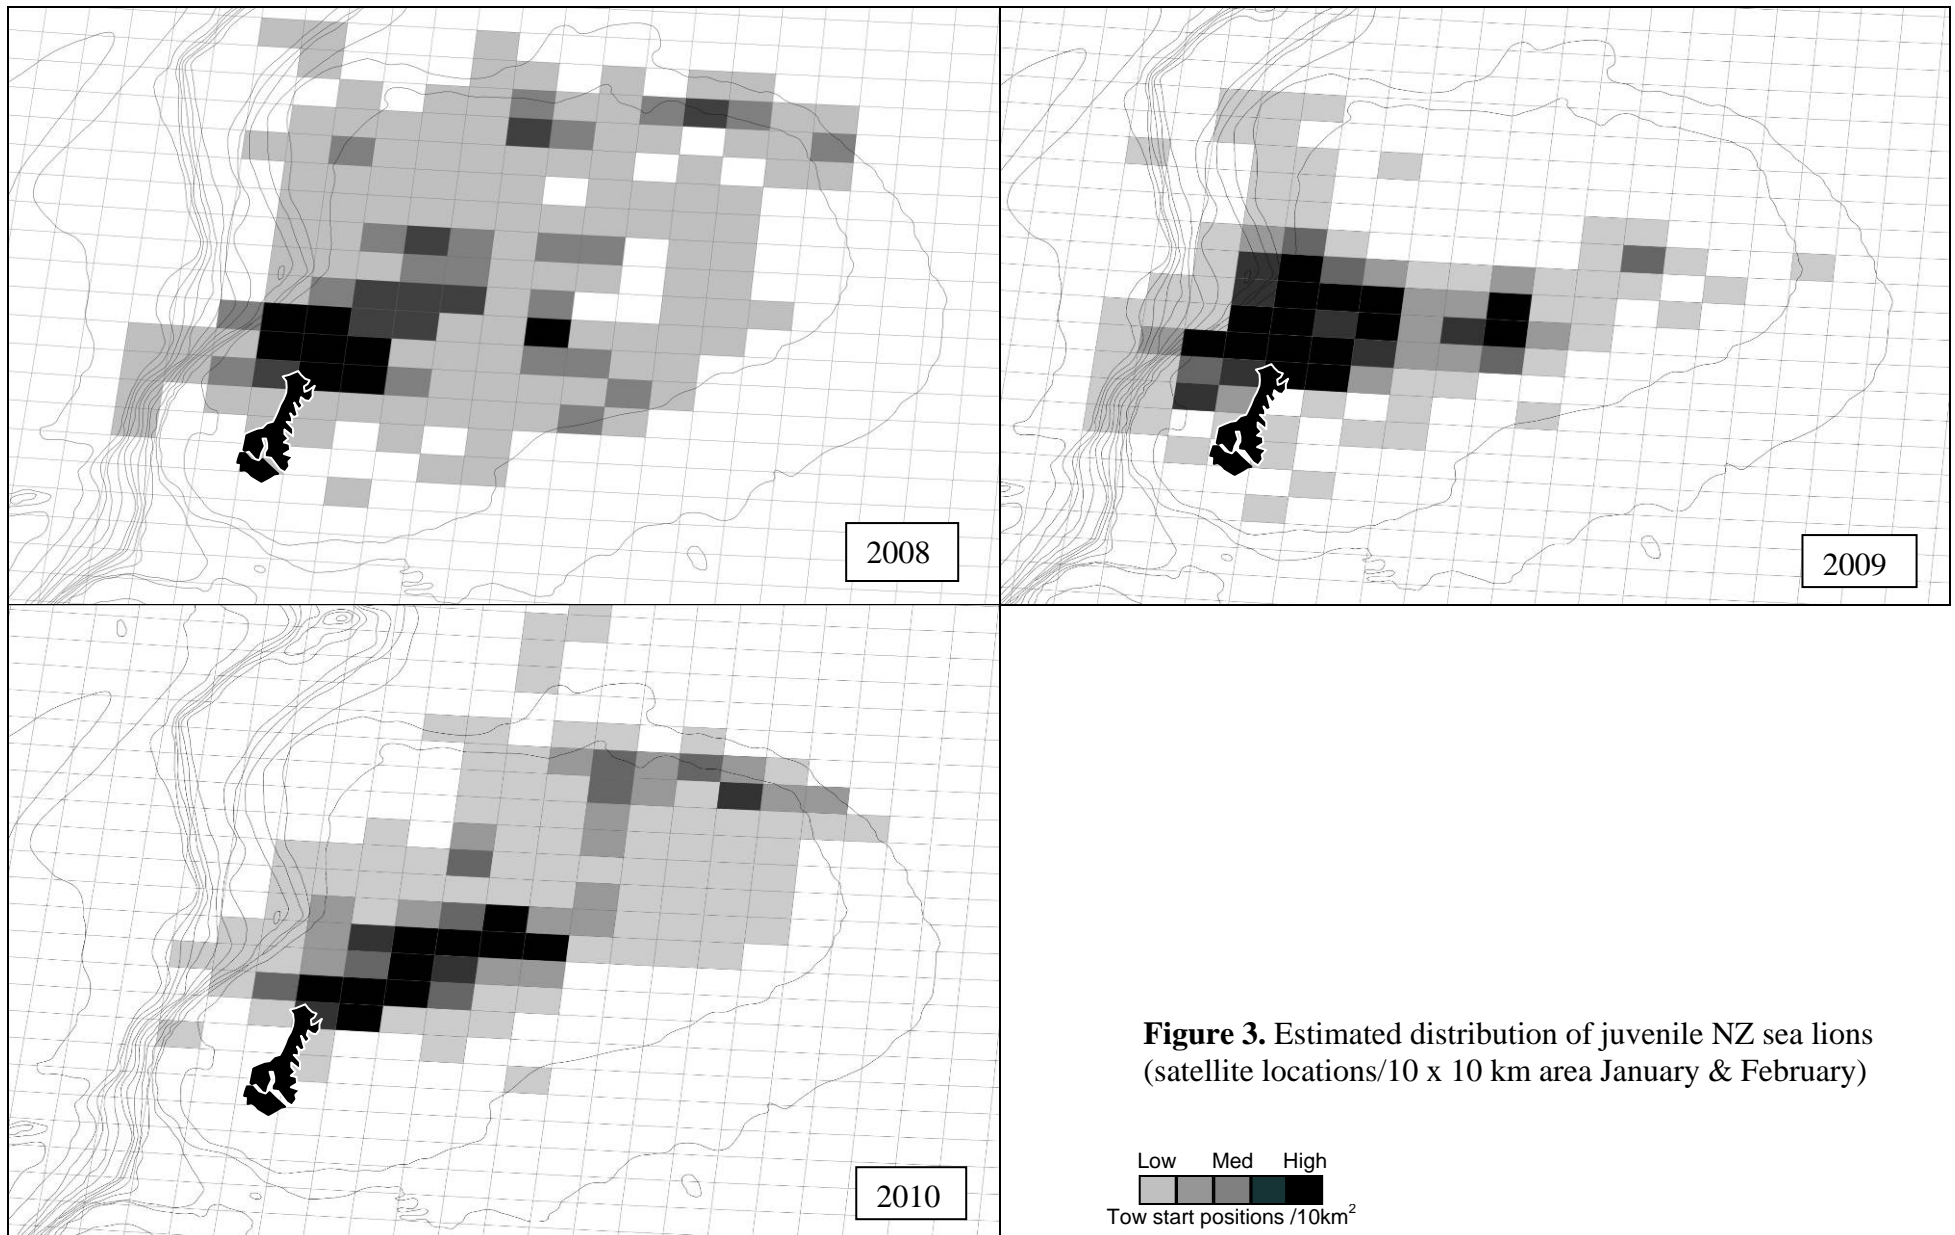 2008
2009
2010
Figure 3. Estimated distribution of juvenile NZ sea lions
(satellite locations/10 x 10 km area January & February)
Low Med High
Tow start positions /10km²